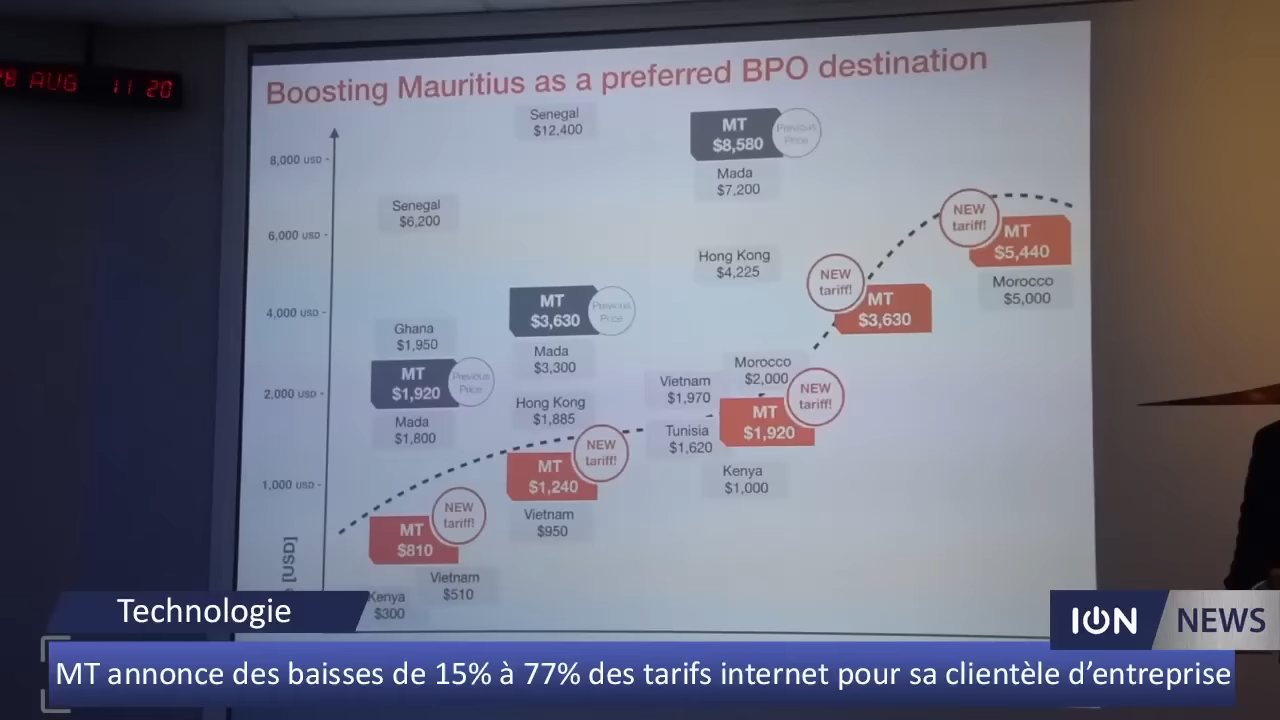 AUG 11 20
Boosting Mauritius as a preferred BPO destination
8,000 USD
6,000 USD
4,000 USD
2,000 USD
1,000 USD
[USD]
Senegal
$6,200
Ghana
$1,950
MT
$1,920
Previous
Price
Mada
$1,800
MT
$810
NEW
tariff!
Vietnam
$510
Kenya
$300
Senegal
$12,400
MT
$3,630
Previous
Price
Mada
$3,300
Hong Kong
$1,885
MT
$1,240
NEW
tariff!
Vietnam
$950
MT
$8,580
Previous
Price
Mada
$7,200
Hong Kong
$4,225
Morocco
$2,000
Vietnam
$1,970
MT
$1,920
NEW
tariff!
Tunisia
$1,620
Kenya
$1,000
NEW
tariff!
MT
$3,630
NEW
tariff!
MT
$5,440
Morocco
$5,000
Technologie
ION NEWS
MT annonce des baisses de 15% à 77% des tarifs internet pour sa clientèle d’entreprise